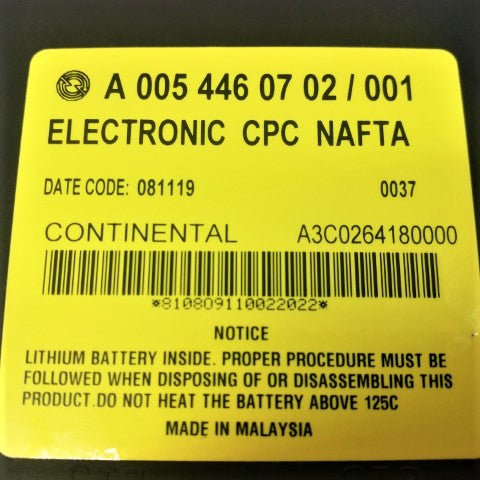 A 005 446 07 02 / 001
ELECTRONIC CPC NAFTA
DATE CODE: 081119 0037
CONTINENTAL A3C0264180000
*810809110022022*
NOTICE
LITHIUM BATTERY INSIDE. PROPER PROCEDURE MUST BE
FOLLOWED WHEN DISPOSING OF OR DISASSEMBLING THIS
PRODUCT.DO NOT HEAT THE BATTERY ABOVE 125C
MADE IN MALAYSIA